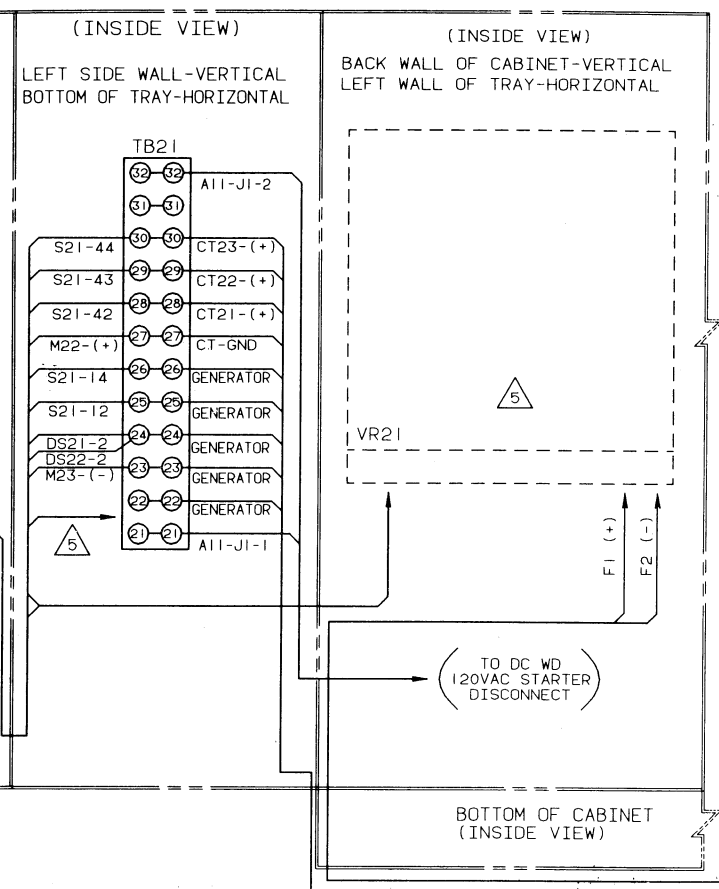 (INSIDE VIEW)
LEFT SIDE WALL-VERTICAL
BOTTOM OF TRAY-HORIZONTAL
(INSIDE VIEW)
BACK WALL OF CABINET-VERTICAL
LEFT WALL OF TRAY-HORIZONTAL
TB21
32 32 A11-J1-2
31 31
S21-44 30 30 CT23-(+)
S21-43 29 29 CT22-(+)
S21-42 28 28 CT21-(+)
M22-(+) 27 27 CT-GND
S21-14 26 26 GENERATOR
S21-12 25 25 GENERATOR
DS21-2 24 24 GENERATOR
DS22-2
M23-(-) 23 23 GENERATOR
22 22 GENERATOR
21 21 A11-J1-1
5
5
VR21
F1 (+)
F2 (-)
TO DC WD
120VAC STARTER
DISCONNECT
BOTTOM OF CABINET
(INSIDE VIEW)